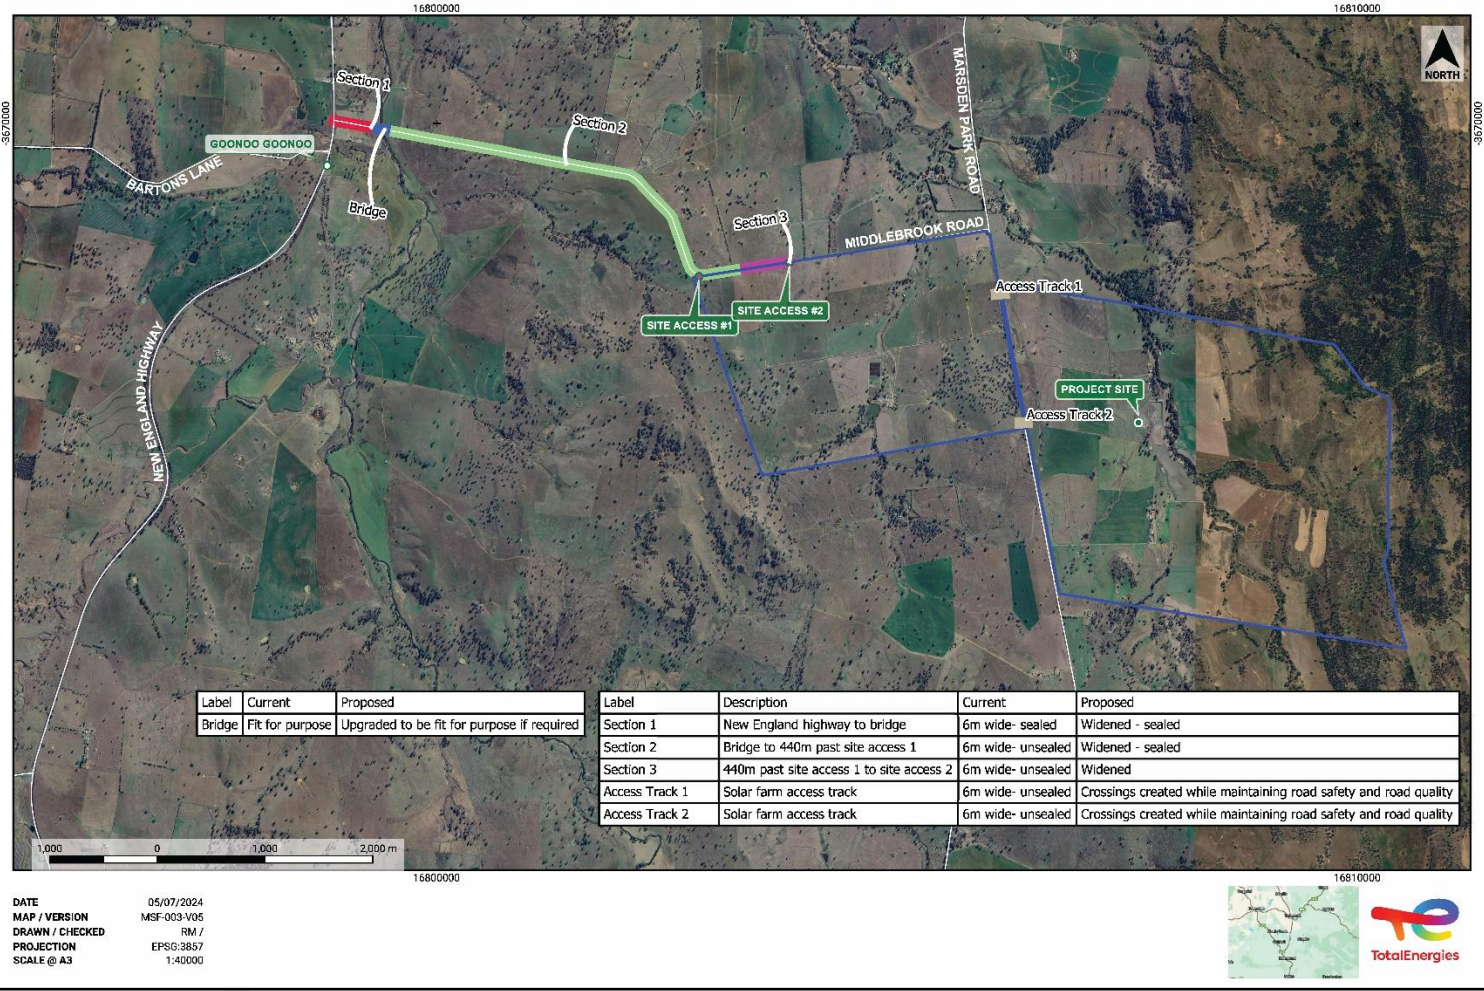 16800000
16810000
-3670000
-3670000
NORTH
MARSDEN PARK ROAD
Section 1
Section 2
GOONOO GOONOO
BARTONS LANE
Bridge
Section 3
MIDDLEBROOK ROAD
Access Track 1
SITE ACCESS #2
SITE ACCESS #1
NEW ENGLAND HIGHWAY
PROJECT SITE
Access Track 2
Label Current Proposed
Bridge Fit for purpose Upgraded to be fit for purpose if required
Label Description Current Proposed
Section 1 New England highway to bridge 6m wide- sealed Widened - sealed
Section 2 Bridge to 440m past site access 1 6m wide- unsealed Widened - sealed
Section 3 440m past site access 1 to site access 2 6m wide- unsealed Widened
Access Track 1 Solar farm access track 6m wide- unsealed Crossings created while maintaining road safety and road quality
Access Track 2 Solar farm access track 6m wide- unsealed Crossings created while maintaining road safety and road quality
1,000 0 1,000 2,000 m
16800000
16810000
DATE 05/07/2024
MAP / VERSION MSF-003-V05
DRAWN / CHECKED RM /
PROJECTION EPSG:3857
SCALE @ A3 1:40000
TotalEnergies